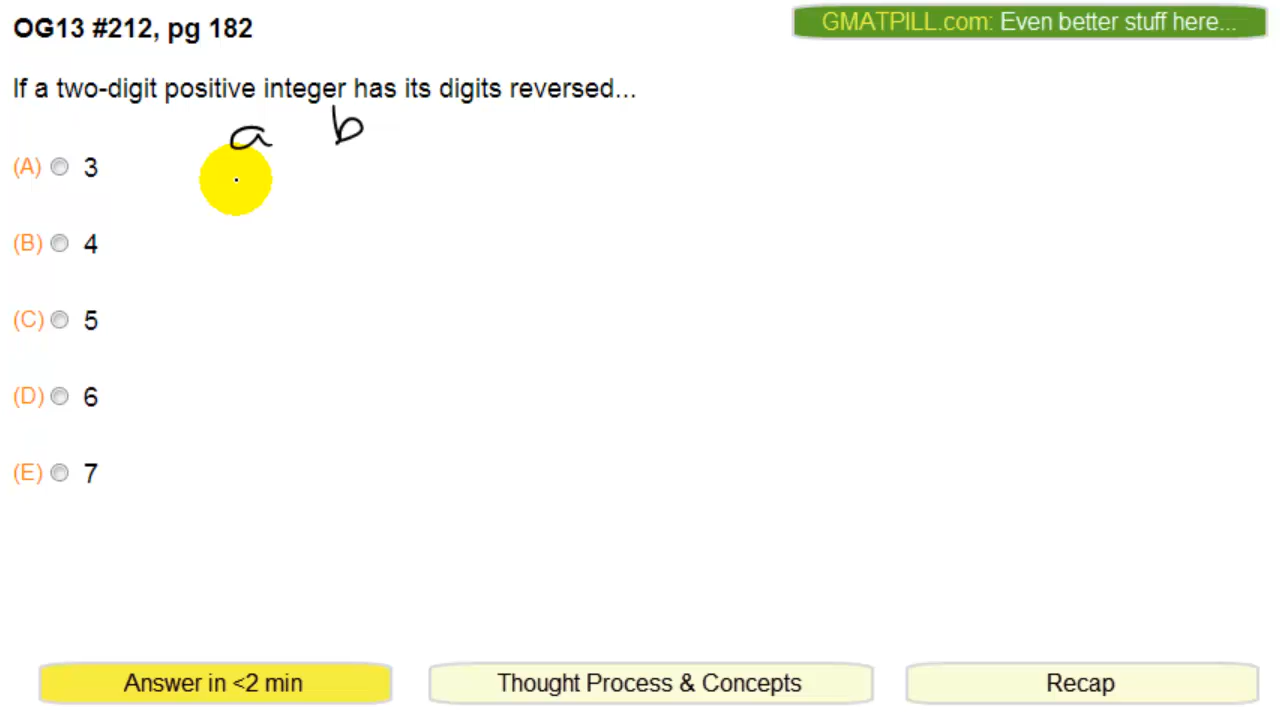 OG13 #212, pg 182
GMATPILL.com: Even better stuff here...
If a two-digit positive integer has its digits reversed...
a b
(A) 3
(B) 4
(C) 5
(D) 6
(E) 7
Answer in <2 min
Thought Process & Concepts
Recap